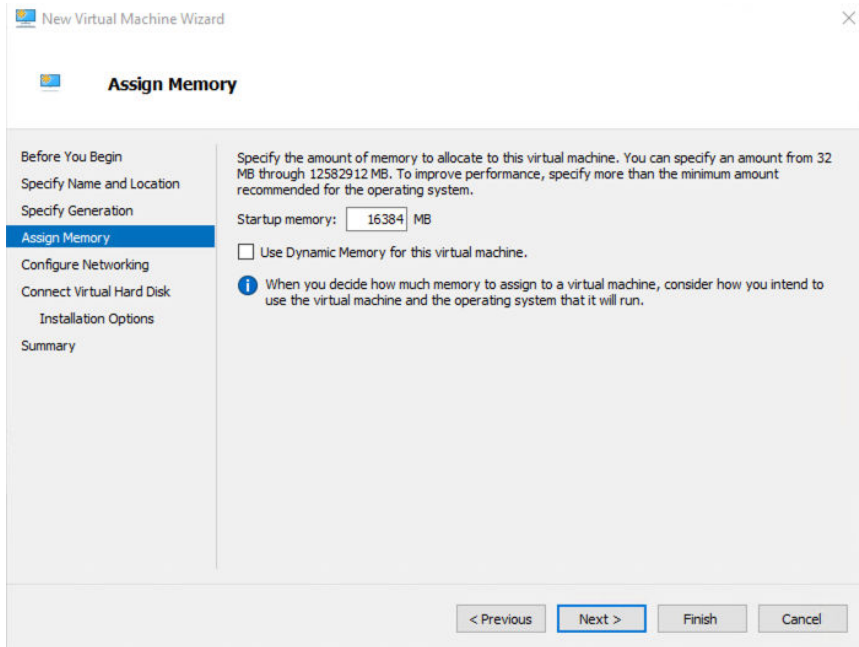 New Virtual Machine Wizard
Assign Memory
Before You Begin
Specify Name and Location
Specify Generation
Assign Memory
Configure Networking
Connect Virtual Hard Disk
Installation Options
Summary
Specify the amount of memory to allocate to this virtual machine. You can specify an amount from 32
MB through 12582912 MB. To improve performance, specify more than the minimum amount
recommended for the operating system.
Startup memory: 16384 MB
Use Dynamic Memory for this virtual machine.
When you decide how much memory to assign to a virtual machine, consider how you intend to
use the virtual machine and the operating system that it will run.
< Previous Next > Finish Cancel